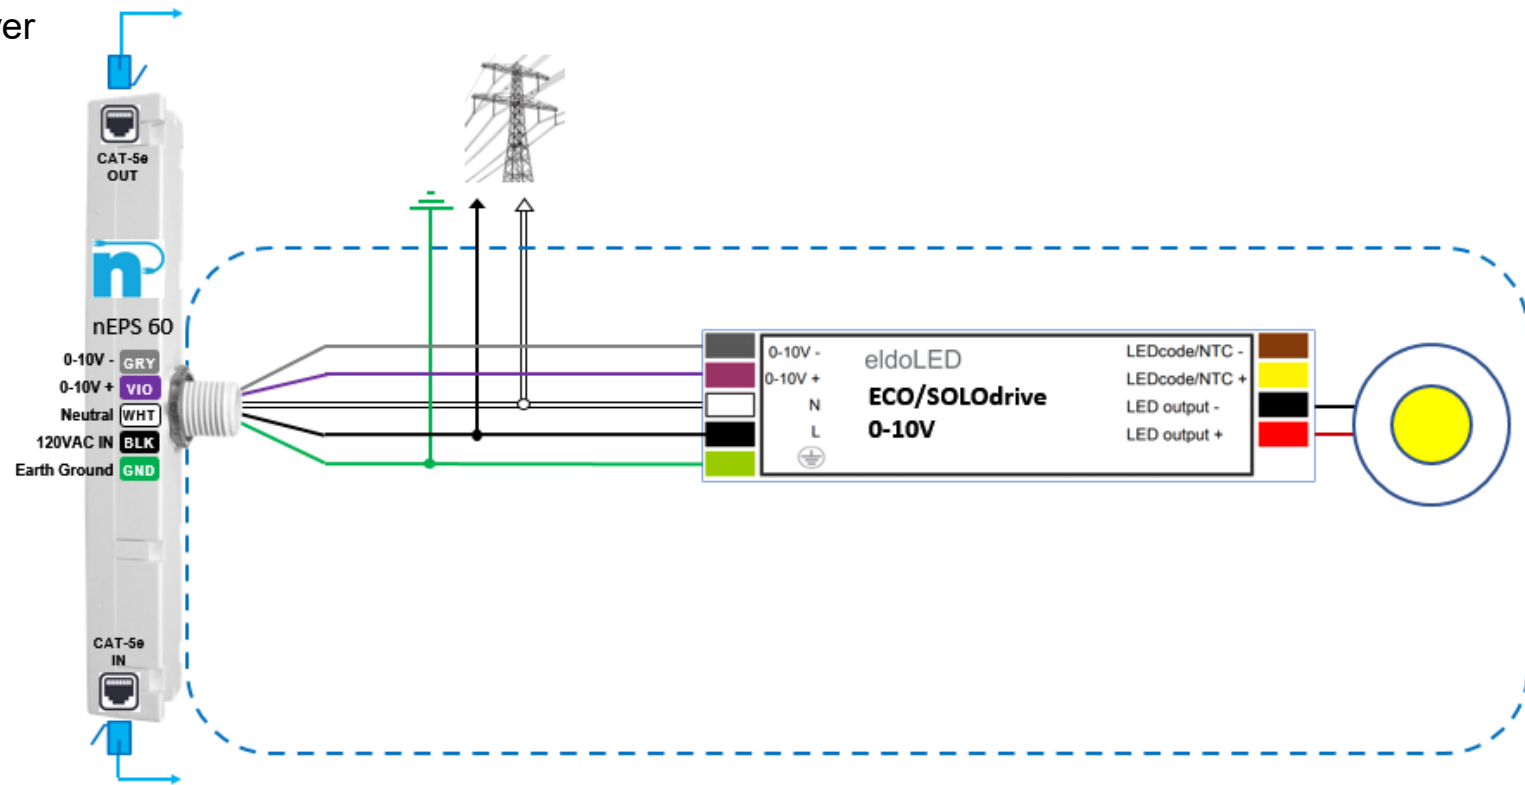 er
CAT-5e
OUT
n
nEPS 60
0-10V - GRY
0-10V + VIO
Neutral WHT
120VAC IN BLK
Earth Ground GND
CAT-5e
IN
0-10V -
0-10V +
N
L
eldoLED
ECO/SOLOdrive
0-10V
LEDcode/NTC -
LEDcode/NTC +
LED output -
LED output +